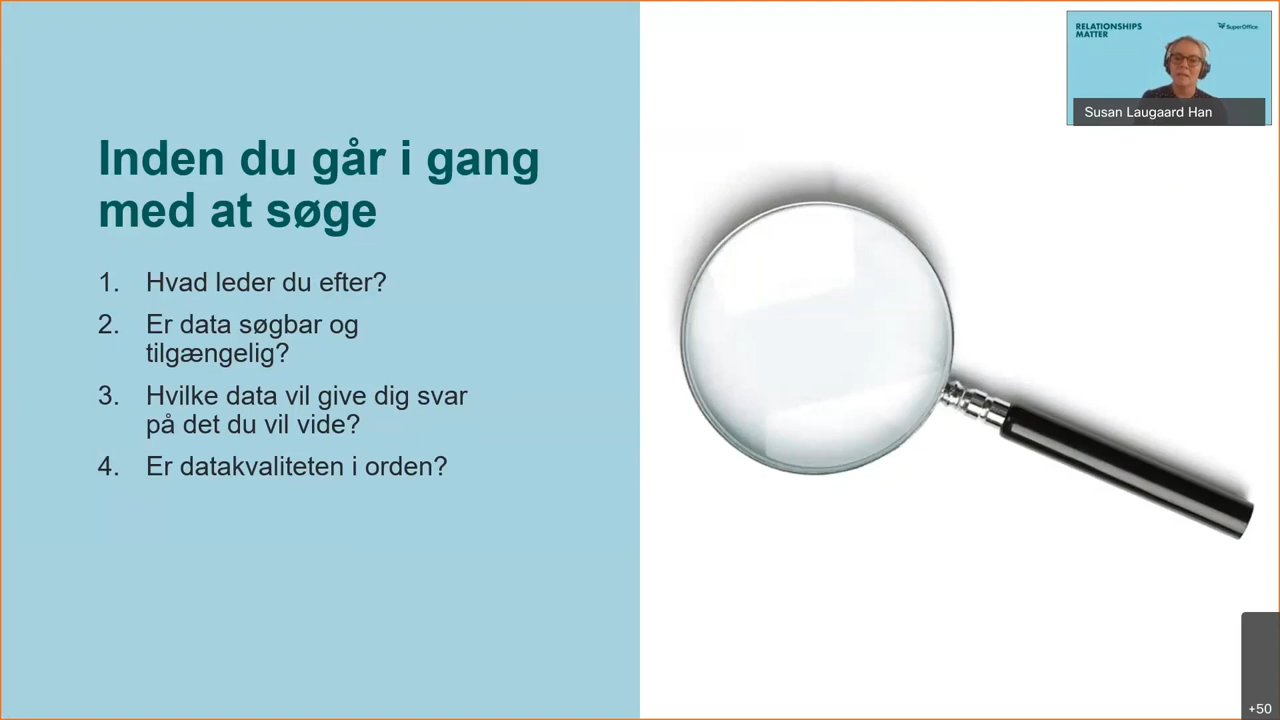 Inden du går i gang
med at søge
1. Hvad leder du efter?
2. Er data søgbar og
tilgængelig?
3. Hvilke data vil give dig svar
på det du vil vide?
4. Er datakvaliteten i orden?
RELATIONSHIPS
MATTER
SuperOffice
Susan Laugaard Han
+50